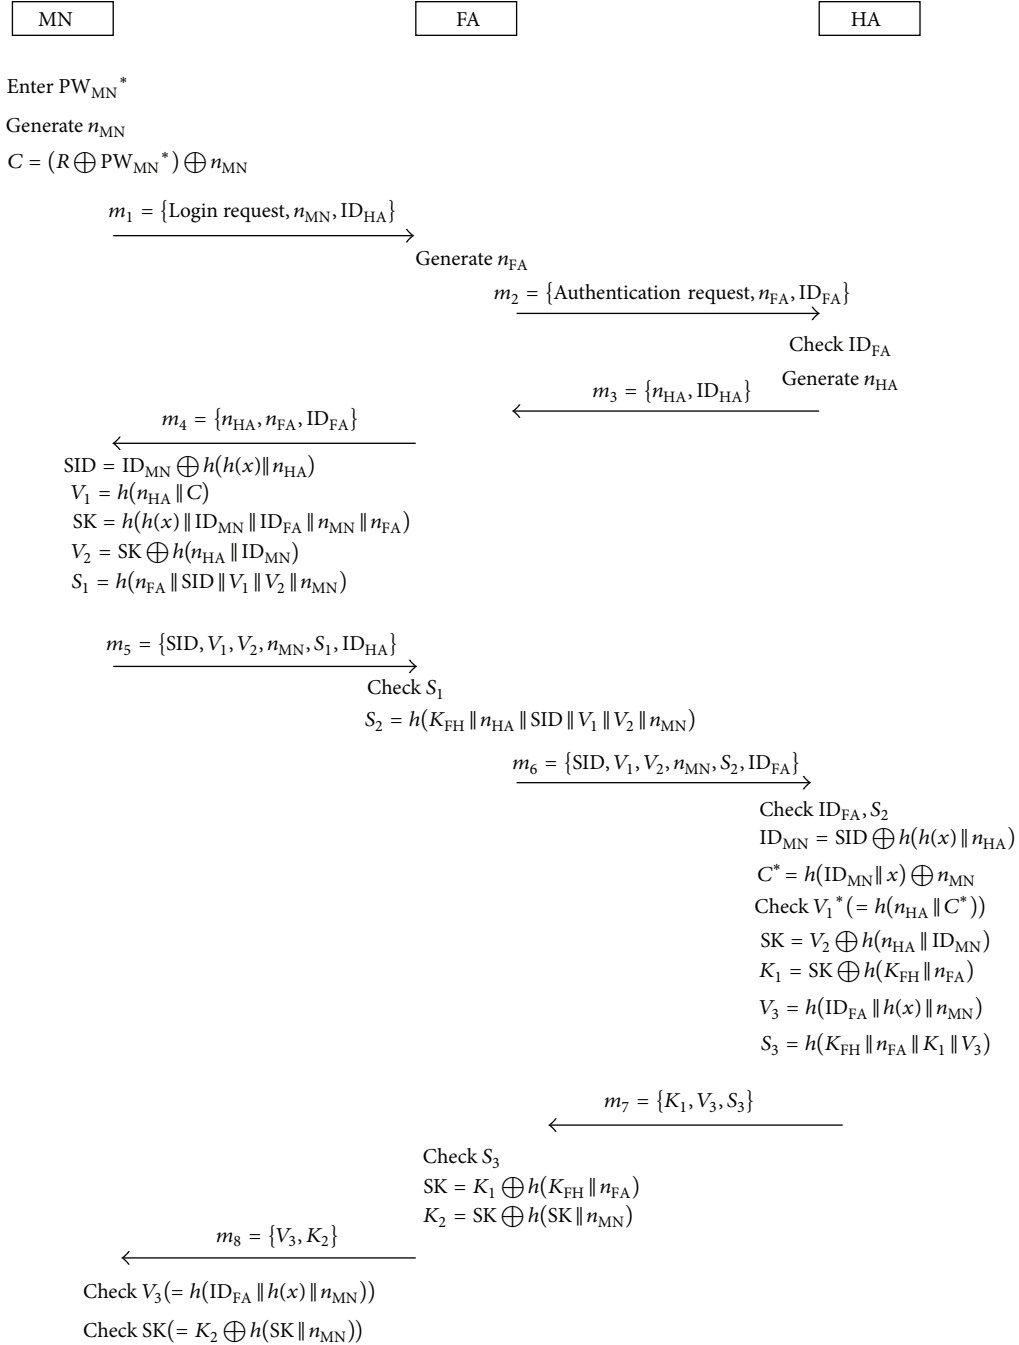 MN
FA
HA
Enter PW_MN*
Generate n_MN
C = (R ⊕ PW_MN*) ⊕ n_MN
m_1 = {Login request, n_MN, ID_HA}
Generate n_FA
m_2 = {Authentication request, n_FA, ID_FA}
Check ID_FA
Generate n_HA
m_3 = {n_HA, ID_HA}
m_4 = {n_HA, n_FA, ID_FA}
SID = ID_MN ⊕ h(h(x)‖n_HA)
V_1 = h(n_HA‖C)
SK = h(h(x)‖ID_MN‖ID_FA‖n_MN‖n_FA)
V_2 = SK ⊕ h(n_HA‖ID_MN)
S_1 = h(n_FA‖SID‖V_1‖V_2‖n_MN)
m_5 = {SID, V_1, V_2, n_MN, S_1, ID_HA}
Check S_1
S_2 = h(K_FH‖n_HA‖SID‖V_1‖V_2‖n_MN)
m_6 = {SID, V_1, V_2, n_MN, S_2, ID_FA}
Check ID_FA, S_2
ID_MN = SID ⊕ h(h(x)‖n_HA)
C* = h(ID_MN‖x) ⊕ n_MN
Check V_1*(= h(n_HA‖C*))
SK = V_2 ⊕ h(n_HA‖ID_MN)
K_1 = SK ⊕ h(K_FH‖n_FA)
V_3 = h(ID_FA‖h(x)‖n_MN)
S_3 = h(K_FH‖n_FA‖K_1‖V_3)
m_7 = {K_1, V_3, S_3}
Check S_3
SK = K_1 ⊕ h(K_FH‖n_FA)
K_2 = SK ⊕ h(SK‖n_MN)
m_8 = {V_3, K_2}
Check V_3(= h(ID_FA‖h(x)‖n_MN))
Check SK(= K_2 ⊕ h(SK‖n_MN))